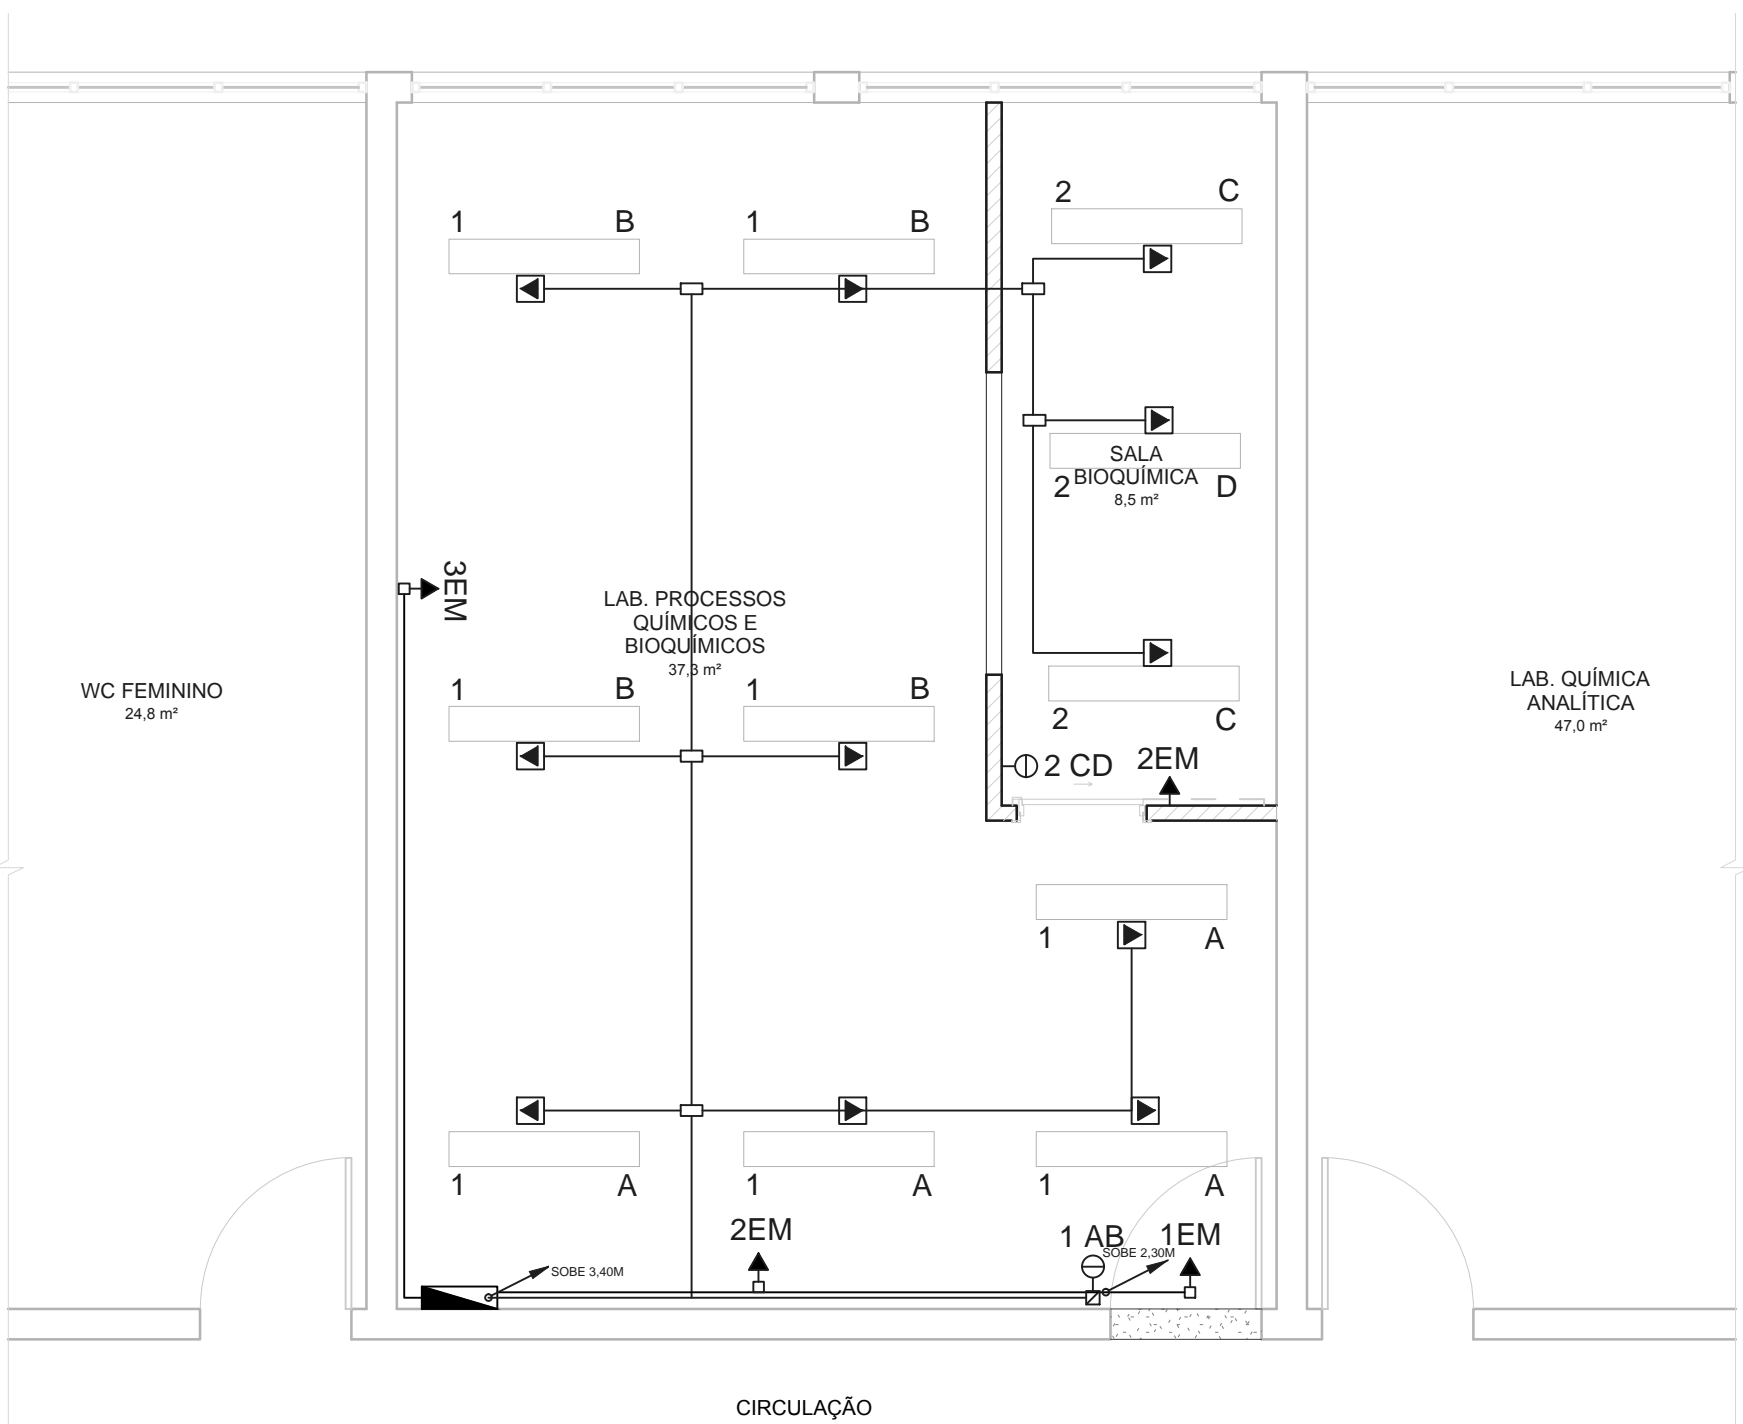 2 C
1 B 1 B
SALA
BIOQUÍMICA
8,5 m²
2 D
3EM
LAB. PROCESSOS
QUÍMICOS E
BIOQUÍMICOS
37,3 m²
WC FEMININO
24,8 m²
LAB. QUÍMICA
ANALÍTICA
47,0 m²
1 B 1 B
2 C
2 CD
2EM
1 A
1 A 1 A 1 A
2EM
1 AB
1EM
SOBE 2,30M
SOBE 3,40M
CIRCULAÇÃO